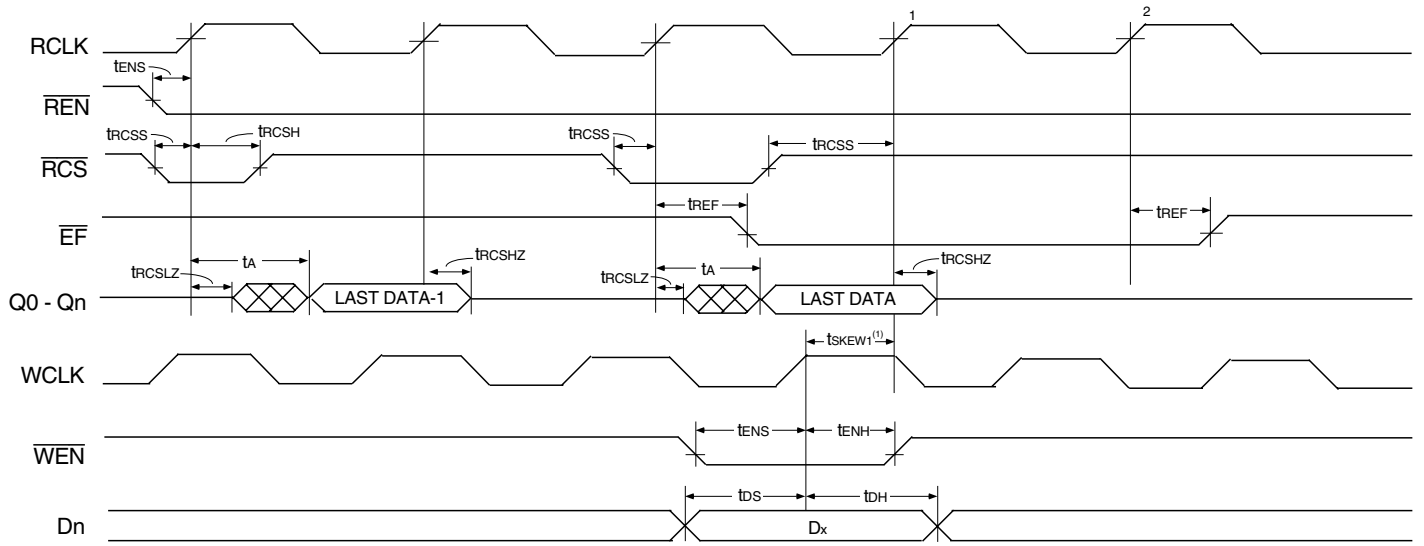 1 2
RCLK
tENS
REN
tRCSS tRCSH tRCSS tRCSS
RCS
tREF tREF
EF
tRCSLZ tA tRCSHZ tRCSLZ tA tRCSHZ
Q0 - Qn LAST DATA-1 LAST DATA
tSKEW1(1)
WCLK
tENS tENH
WEN
tDS tDH
Dn Dx